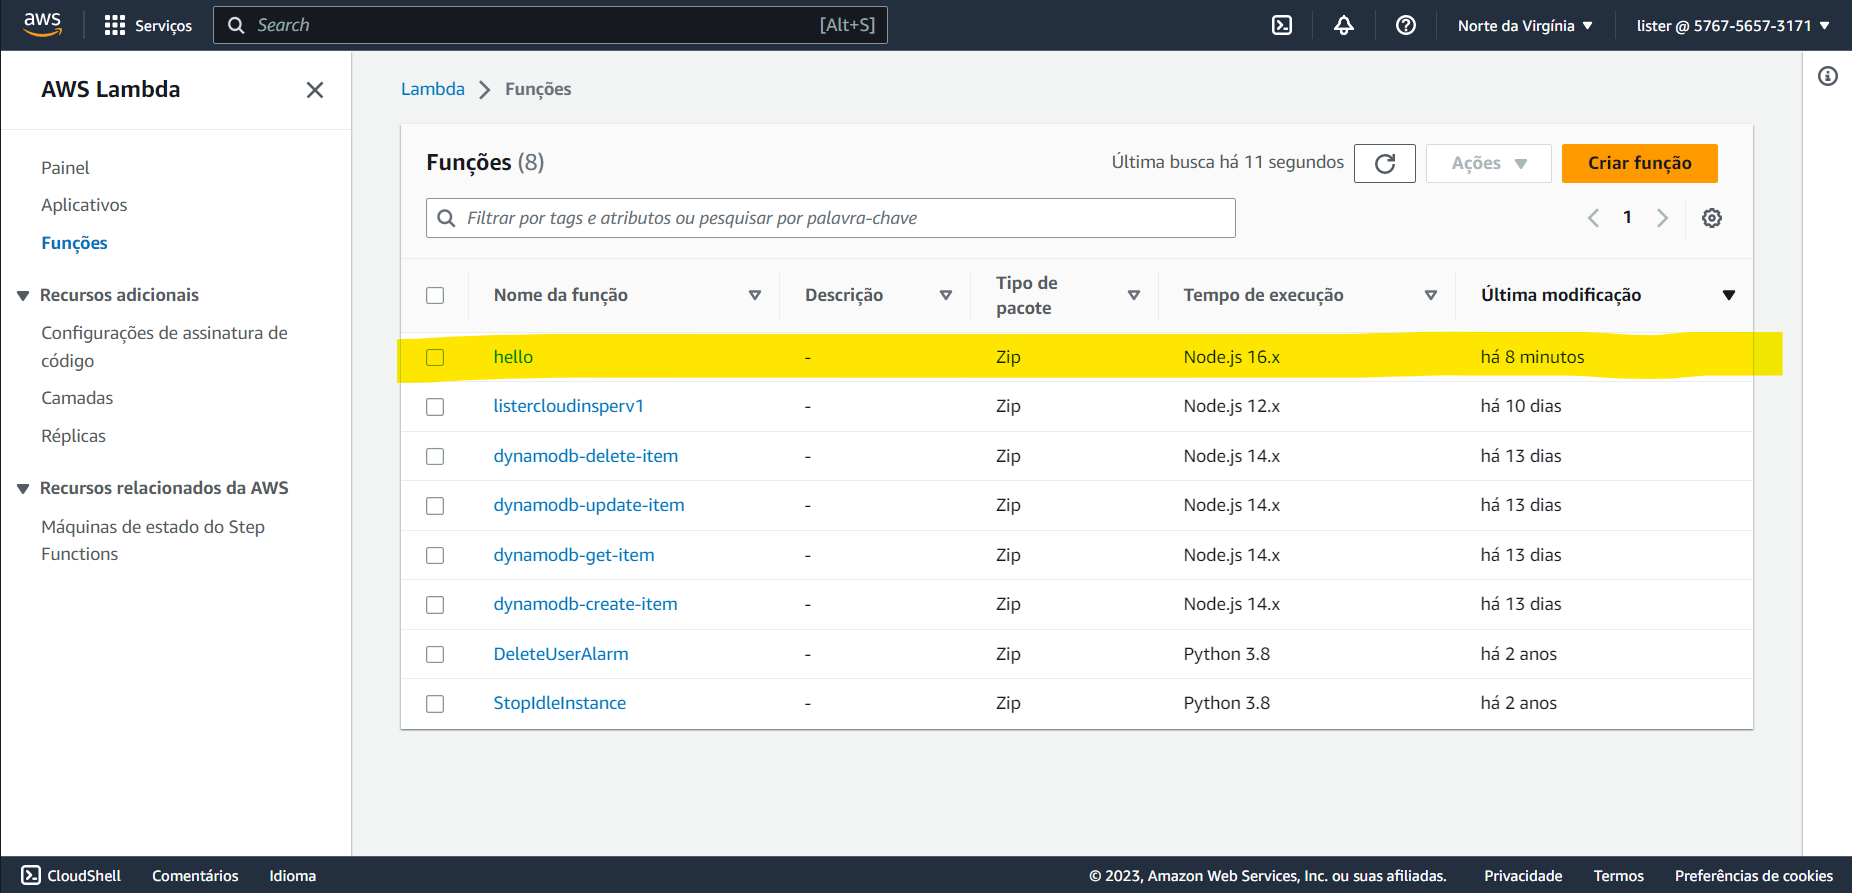 aws Serviços Search [Alt+S] Norte da Virgínia lister @ 5767-5657-3171
AWS Lambda
Painel
Aplicativos
Funções
Recursos adicionais
Configurações de assinatura de
código
Camadas
Réplicas
Recursos relacionados da AWS
Máquinas de estado do Step
Functions
Lambda Funções
Funções (8) Última busca há 11 segundos Ações Criar função
Filtrar por tags e atributos ou pesquisar por palavra-chave 1
Nome da função Descrição Tipo de
pacote Tempo de execução Última modificação
hello - Zip Node.js 16.x há 8 minutos
listercloudinsperv1 - Zip Node.js 12.x há 10 dias
dynamodb-delete-item - Zip Node.js 14.x há 13 dias
dynamodb-update-item - Zip Node.js 14.x há 13 dias
dynamodb-get-item - Zip Node.js 14.x há 13 dias
dynamodb-create-item - Zip Node.js 14.x há 13 dias
DeleteUserAlarm - Zip Python 3.8 há 2 anos
StopIdleInstance - Zip Python 3.8 há 2 anos
CloudShell Comentários Idioma © 2023, Amazon Web Services, Inc. ou suas afiliadas. Privacidade Termos Preferências de cookies